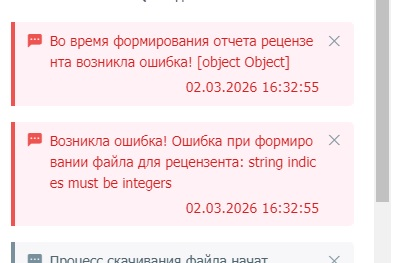 Во время формирования отчета рецензе
нта возникла ошибка! [object Object]
02.03.2026 16:32:55
Возникла ошибка! Ошибка при формиро
вании файла для рецензента: string indic
es must be integers
02.03.2026 16:32:55
Процесс скачивания файла начат